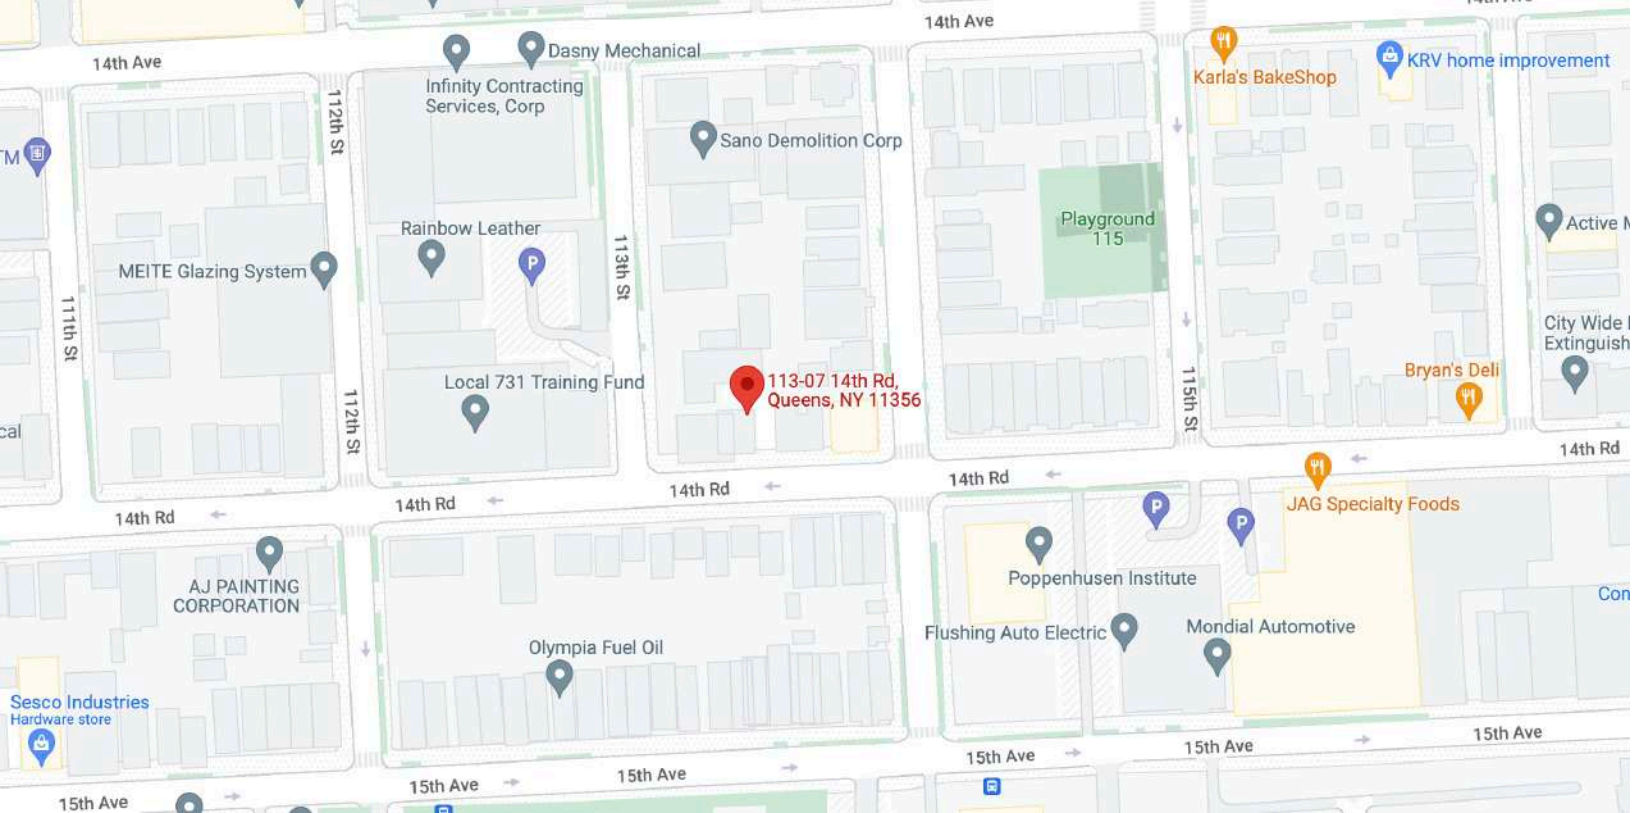 14th Ave
14th Ave
Dasny Mechanical
Infinity Contracting
Services, Corp
Karla's BakeShop
KRV home improvement
112th St
Sano Demolition Corp
TM
Playground
115
Rainbow Leather
P
Active M
MEITE Glazing System
113th St
111th St
City Wide
Extinguish
Local 731 Training Fund
113-07 14th Rd,
Queens, NY 11356
Bryan's Deli
115th St
112th St
cal
14th Rd
14th Rd
14th Rd
14th Rd
14th Rd
JAG Specialty Foods
P
P
AJ PAINTING
CORPORATION
Poppenhusen Institute
Con
Flushing Auto Electric
Mondial Automotive
Olympia Fuel Oil
Sesco Industries
Hardware store
15th Ave
15th Ave
15th Ave
15th Ave
15th Ave
15th Ave